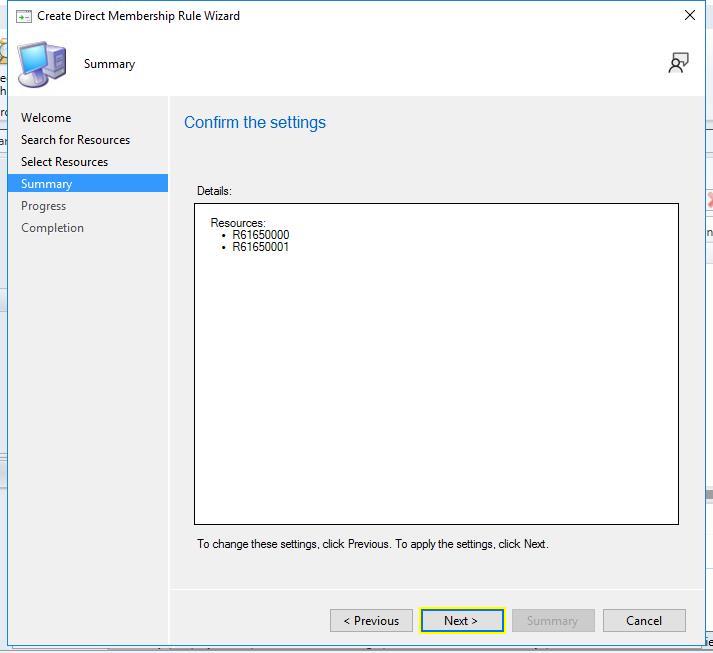 Create Direct Membership Rule Wizard
Summary
Welcome
Search for Resources
Select Resources
Summary
Progress
Completion
Confirm the settings
Details:
Resources:
• R61650000
• R61650001
To change these settings, click Previous. To apply the settings, click Next.
< Previous
Next >
Summary
Cancel